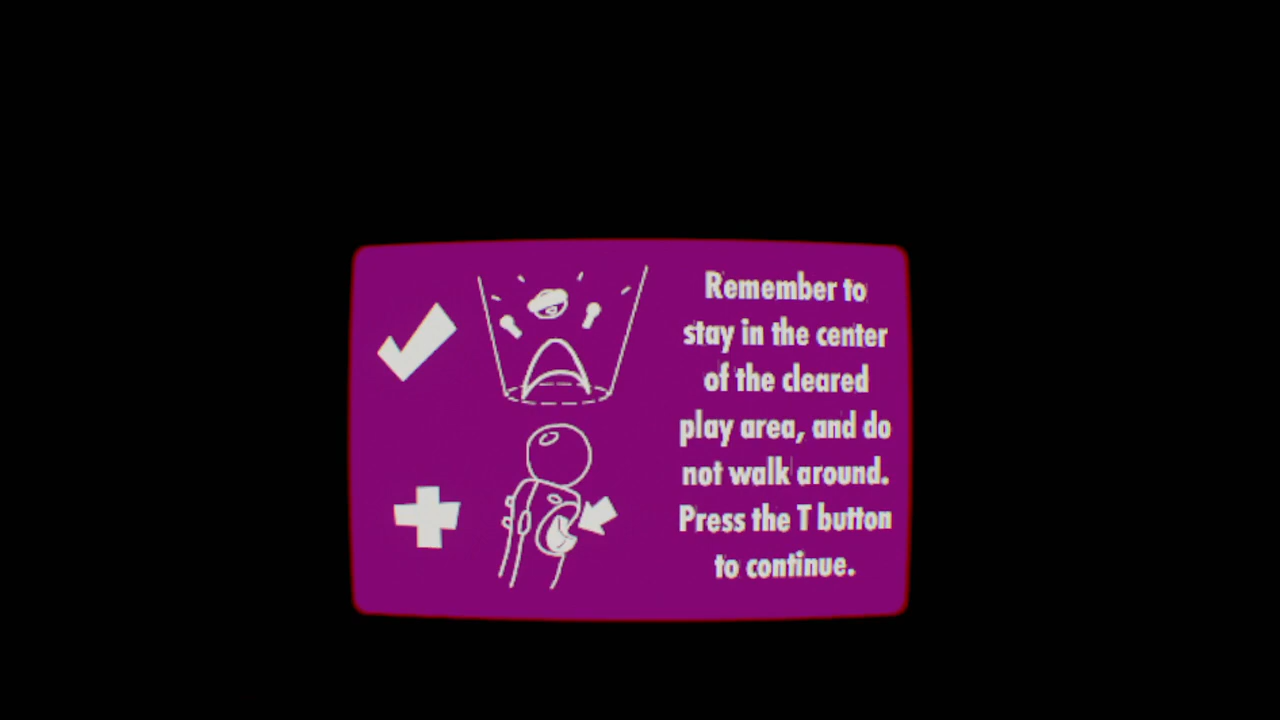 Remember to
stay in the center
of the cleared
play area, and do
not walk around.
Press the T button
to continue.